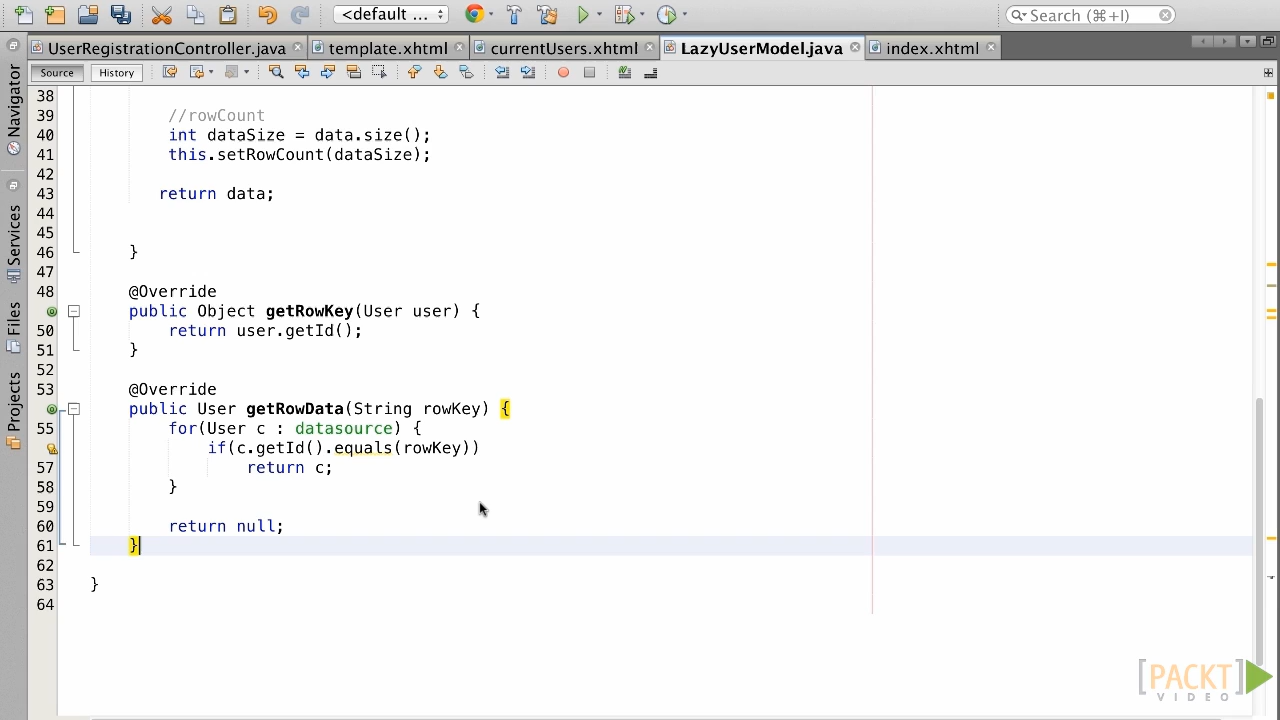 <default ...>
Search (⌘+I)
UserRegistrationController.java
template.xhtml
currentUsers.xhtml
LazyUserModel.java
index.xhtml
Source
History
Navigator
Services
Files
Projects
38
39 //rowCount
40 int dataSize = data.size();
41 this.setRowCount(dataSize);
42
43 return data;
44
45
46 }
47
48 @Override
public Object getRowKey(User user) {
50 return user.getId();
51 }
52
53 @Override
public User getRowData(String rowKey) {
55 for(User c : datasource) {
if(c.getId().equals(rowKey))
57 return c;
58 }
59
60 return null;
61 }
62
63 }
64
[PACKT]
VIDEO